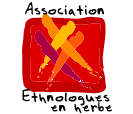 Association
Ethnologues
en herbe